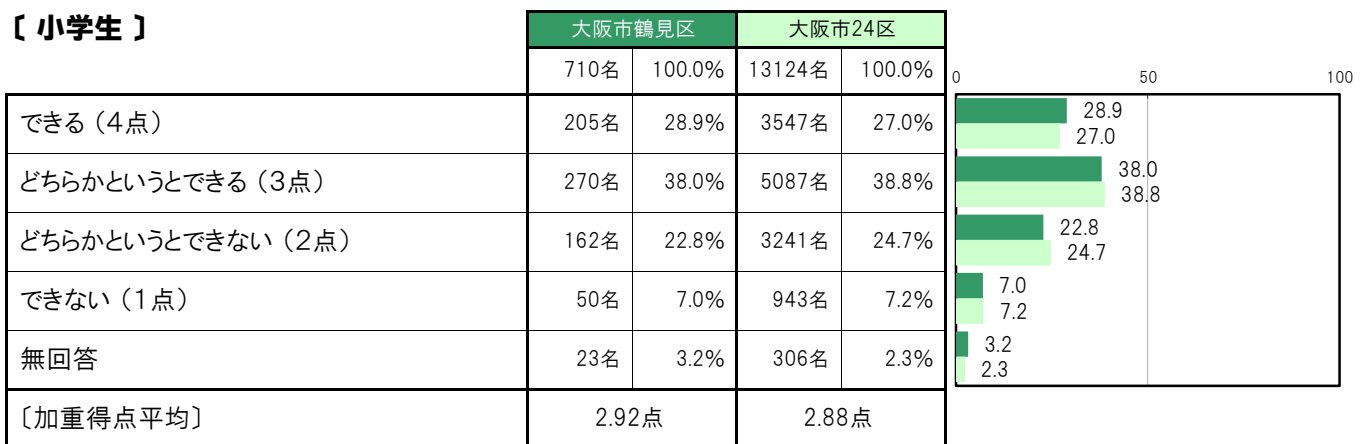 〔 小学生 〕
大阪市鶴見区 大阪市24区
710名 100.0% 13124名 100.0%
0 50 100
できる（4点） 205名 28.9% 3547名 27.0%
28.9
27.0
どちらかというとできる（3点） 270名 38.0% 5087名 38.8%
38.0
38.8
どちらかというとできない（2点） 162名 22.8% 3241名 24.7%
22.8
24.7
できない（1点） 50名 7.0% 943名 7.2%
7.0
7.2
無回答 23名 3.2% 306名 2.3%
3.2
2.3
〔加重得点平均〕 2.92点 2.88点